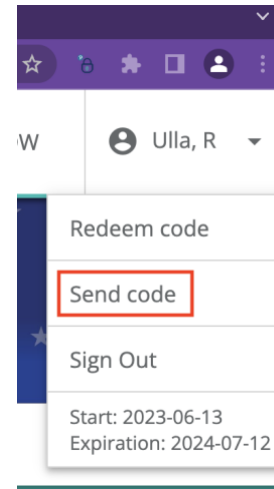 Ulla, R
Redeem code
Send code
Sign Out
Start: 2023-06-13
Expiration: 2024-07-12